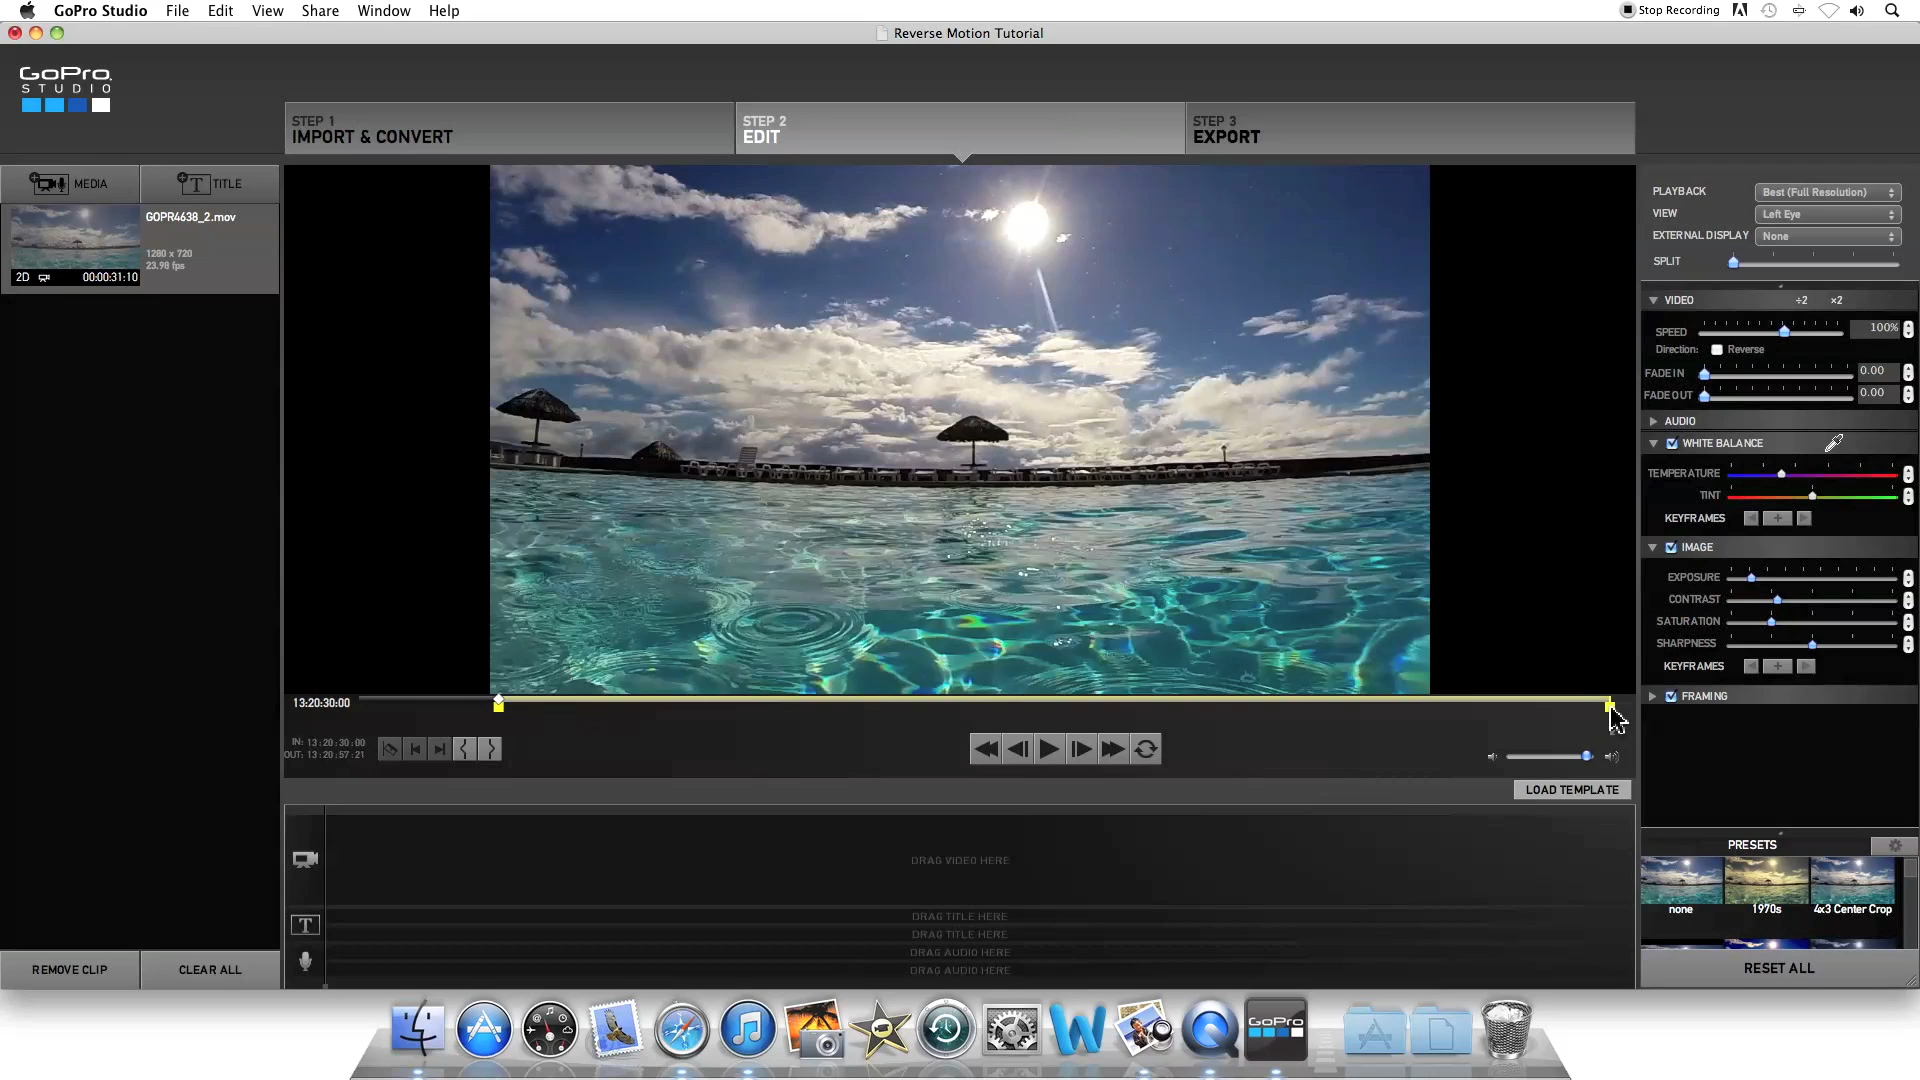 GoPro Studio File Edit View Share Window Help
Stop Recording
Reverse Motion Tutorial
GoPro
STUDIO
STEP 1
IMPORT & CONVERT
STEP 2
EDIT
STEP 3
EXPORT
MEDIA
TITLE
GOPR4638_2.mov
1280 x 720
23.98 fps
2D
00:00:31:10
PLAYBACK Best (Full Resolution)
VIEW Left Eye
EXTERNAL DISPLAY None
SPLIT
VIDEO ÷2 ×2
SPEED 100%
Direction: Reverse
FADE IN 0.00
FADE OUT 0.00
AUDIO
WHITE BALANCE
TEMPERATURE
TINT
KEYFRAMES
IMAGE
EXPOSURE
CONTRAST
SATURATION
SHARPNESS
KEYFRAMES
FRAMING
13:20:30:00
IN: 13:20:30:00
OUT: 13:20:57:21
LOAD TEMPLATE
DRAG VIDEO HERE
T
DRAG TITLE HERE
DRAG TITLE HERE
DRAG AUDIO HERE
DRAG AUDIO HERE
PRESETS
none
1970s
4x3 Center Crop
REMOVE CLIP
CLEAR ALL
RESET ALL
GoPro